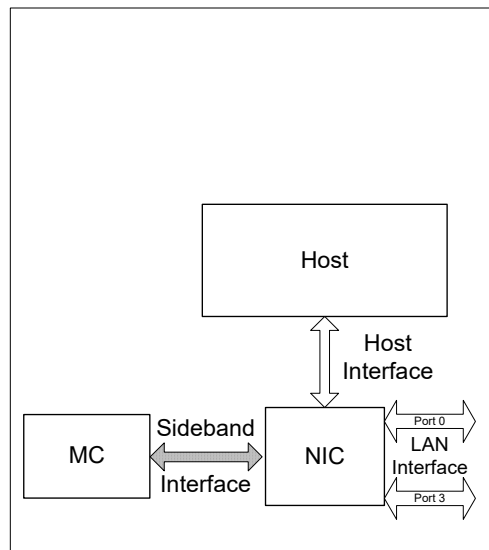 Host
Host
Interface
Sideband
Interface
MC
NIC
Port 0
LAN
Interface
Port 3